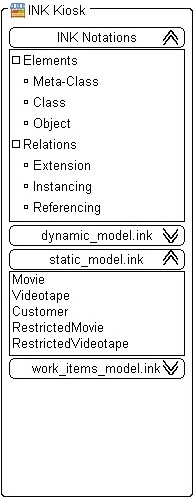 INK Kiosk
INK Notations
Elements
Meta-Class
Class
Object
Relations
Extension
Instancing
Referencing
dynamic_model.ink
static_model.ink
Movie
Videotape
Customer
RestrictedMovie
RestrictedVideotape
work_items_model.ink